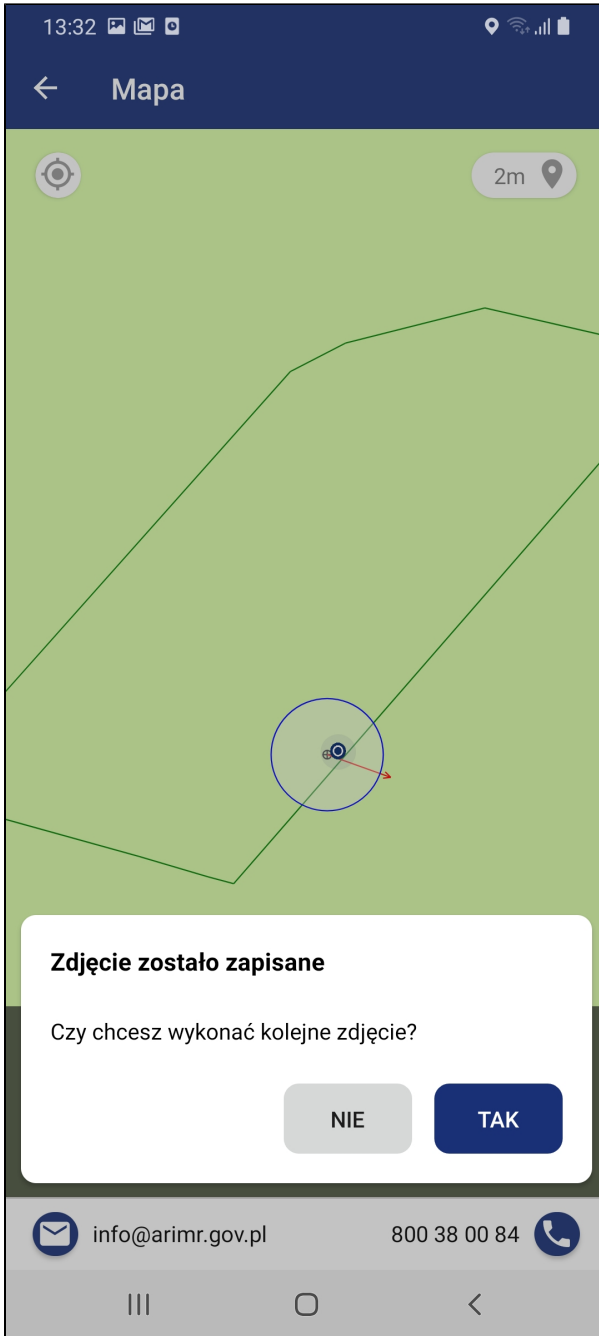 13:32
Mapa
2m
Zdjęcie zostało zapisane
Czy chcesz wykonać kolejne zdjęcie?
NIE TAK
info@arimr.gov.pl 800 38 00 84